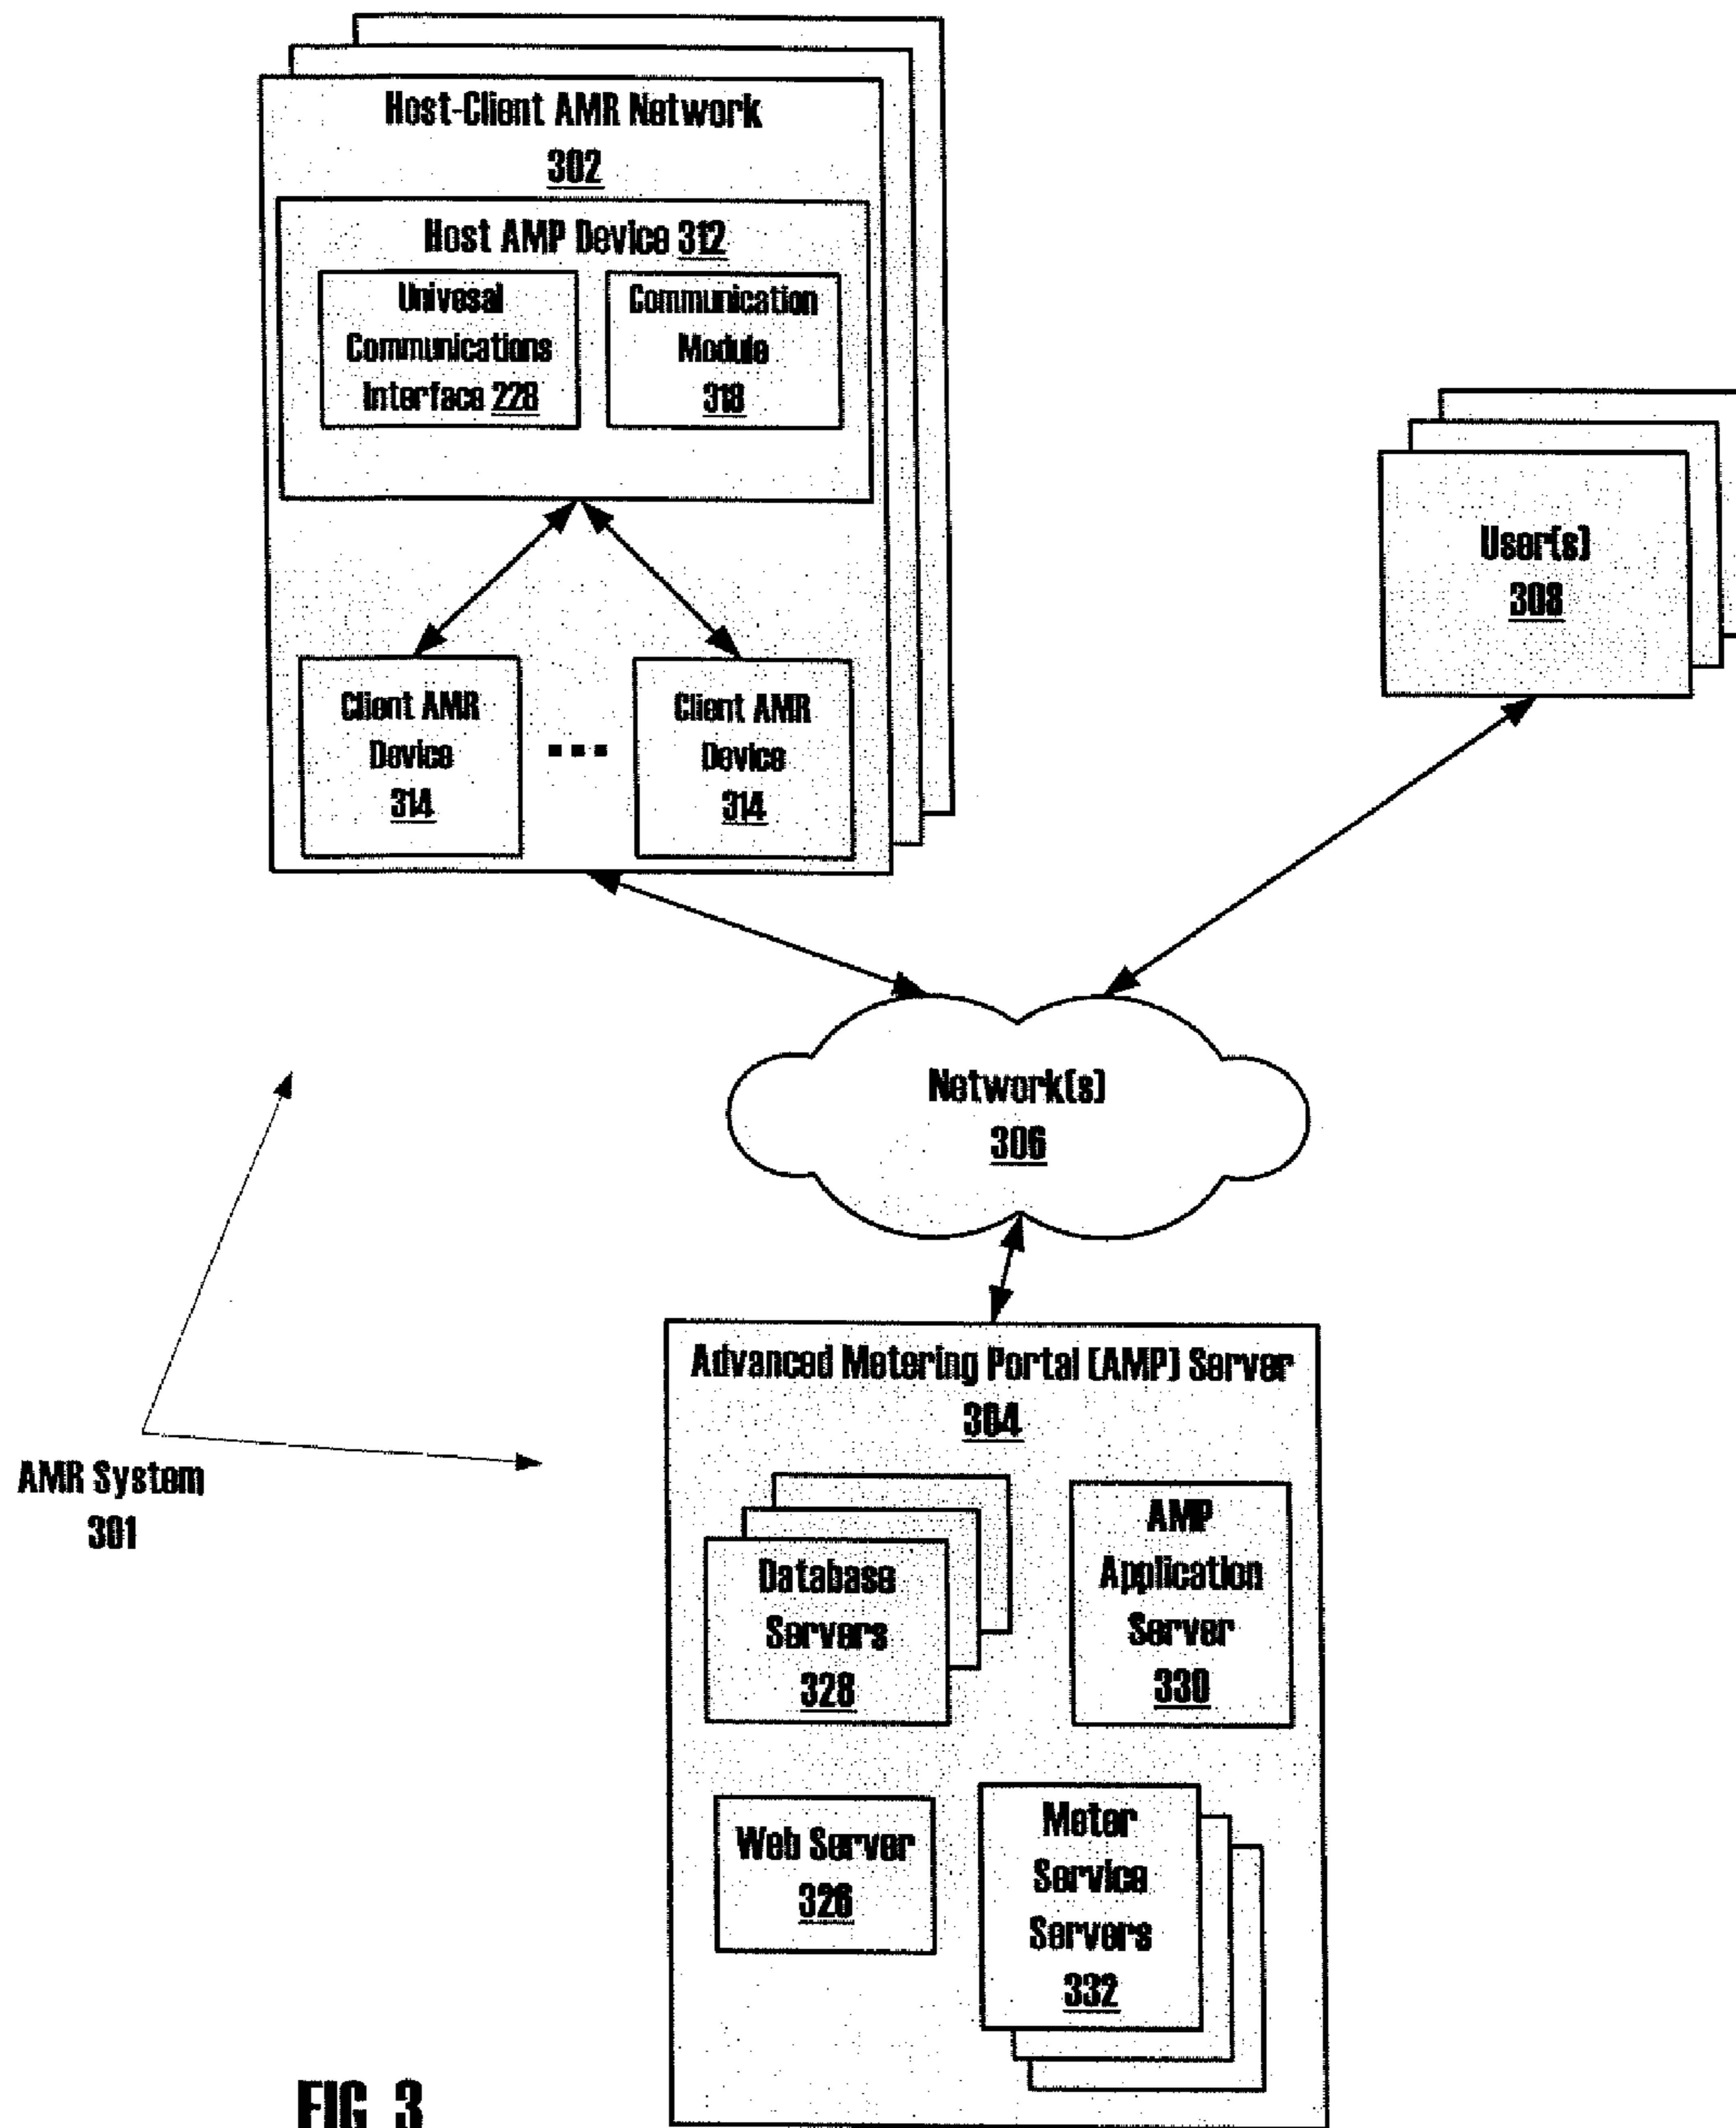 Host-Client AMR Network
302
Host AMP Device 312
Univesal
Communications
Interface 228
Communication
Module
318
Client AMR
Device
314
...
Client AMR
Device
314
User(s)
308
Network(s)
306
Advanced Metering Portal (AMP) Server
304
Database
Servers
328
AMP
Application
Server
330
Web Server
326
Meter
Service
Servers
332
AMR System
301
FIG. 3